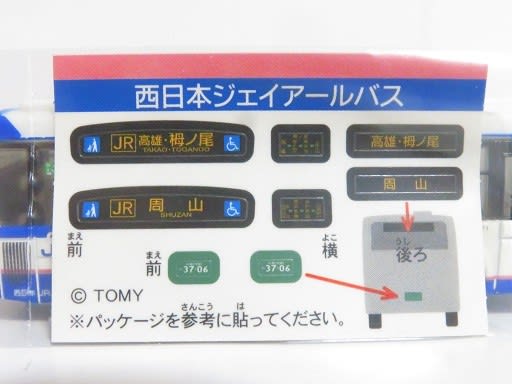 西日本ジェイアールバス
JR 高雄・栂ノ尾
TAKAO・TOGANOO
高雄・栂ノ尾
JR 周山
SHUZAN
周山
まえ
前
まえ
前
・37-06
・37-06
よこ
横
うし
後ろ
© TOMY
さんこう は
※パッケージを参考に貼ってください。